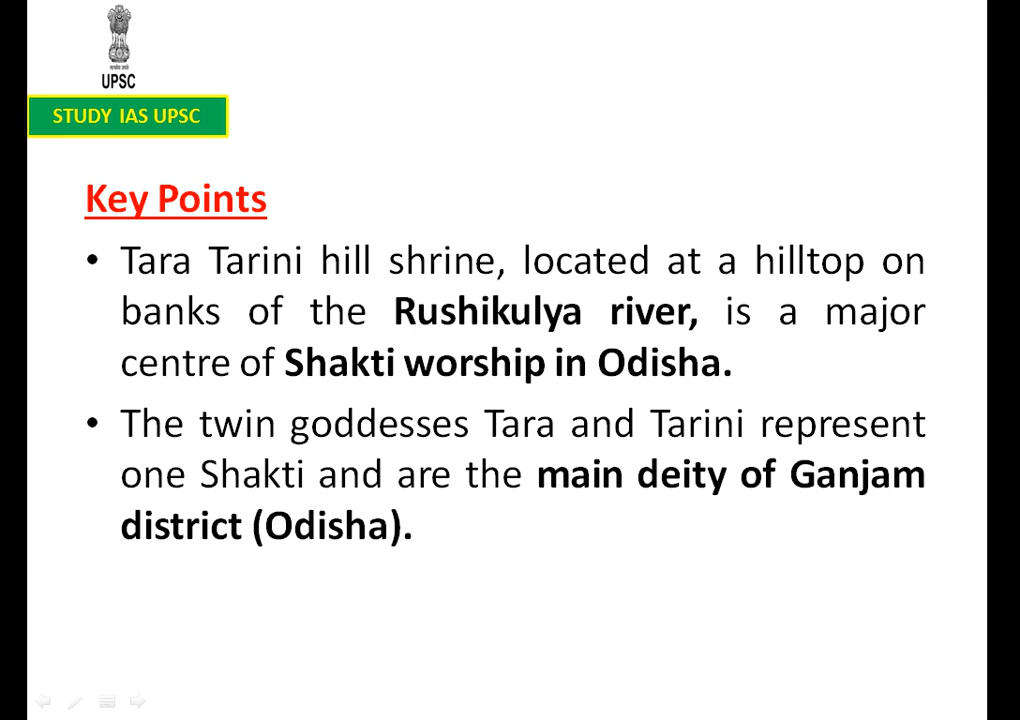 UPSC
STUDY IAS UPSC
Key Points
• Tara Tarini hill shrine, located at a hilltop on
banks of the Rushikulya river, is a major
centre of Shakti worship in Odisha.
• The twin goddesses Tara and Tarini represent
one Shakti and are the main deity of Ganjam
district (Odisha).